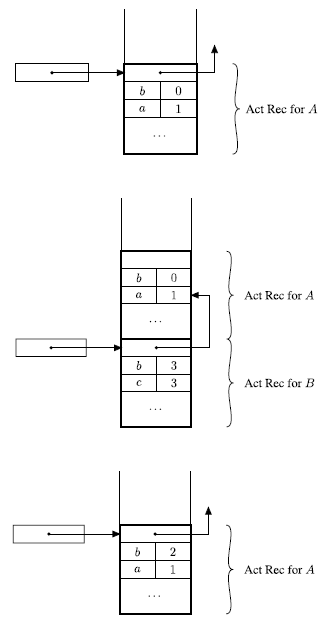 b 0
a 1
...
Act Rec for A
b 0
a 1
...
Act Rec for A
b 3
c 3
...
Act Rec for B
b 2
a 1
...
Act Rec for A